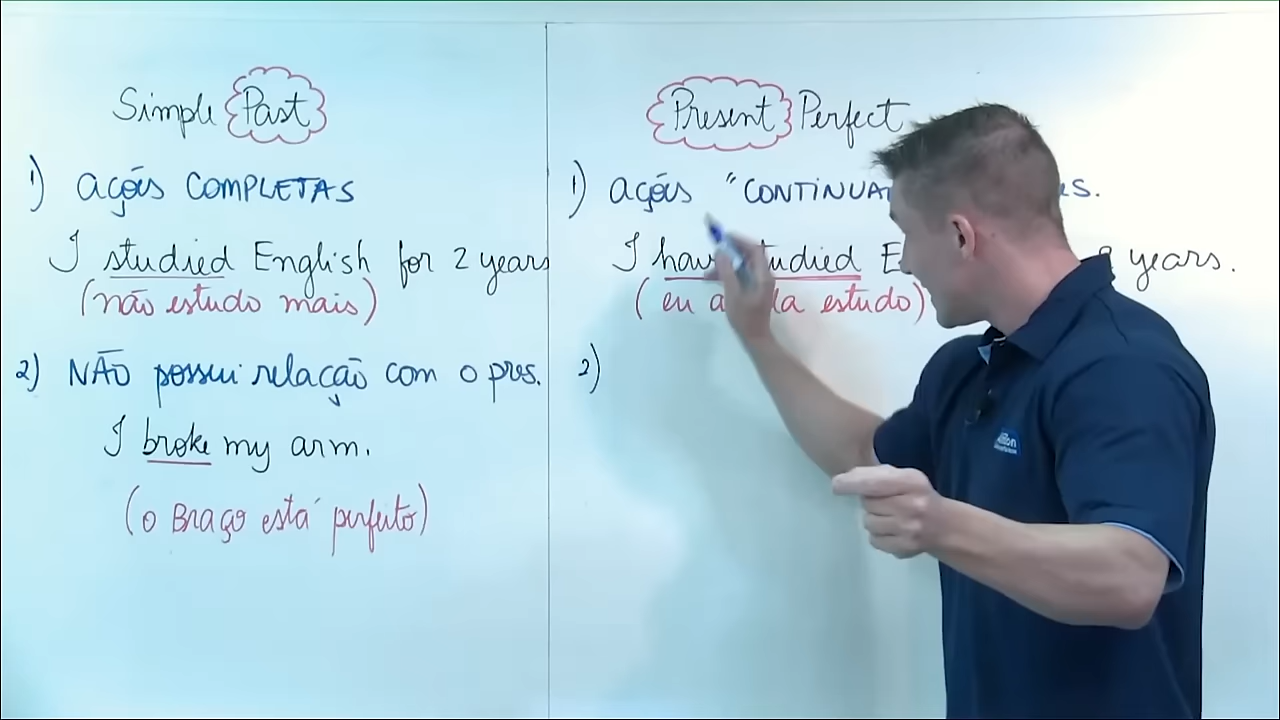 Simple Past
1) AÇÕES COMPLETAS
I studied English for 2 years
(não estudo mais)
2) NÃO possui relação com o pres.
I broke my arm.
(o Braço está perfeito)
Present Perfect
1) AÇÕES "CONTINUA
I have studied E years.
(eu estudo)
2)